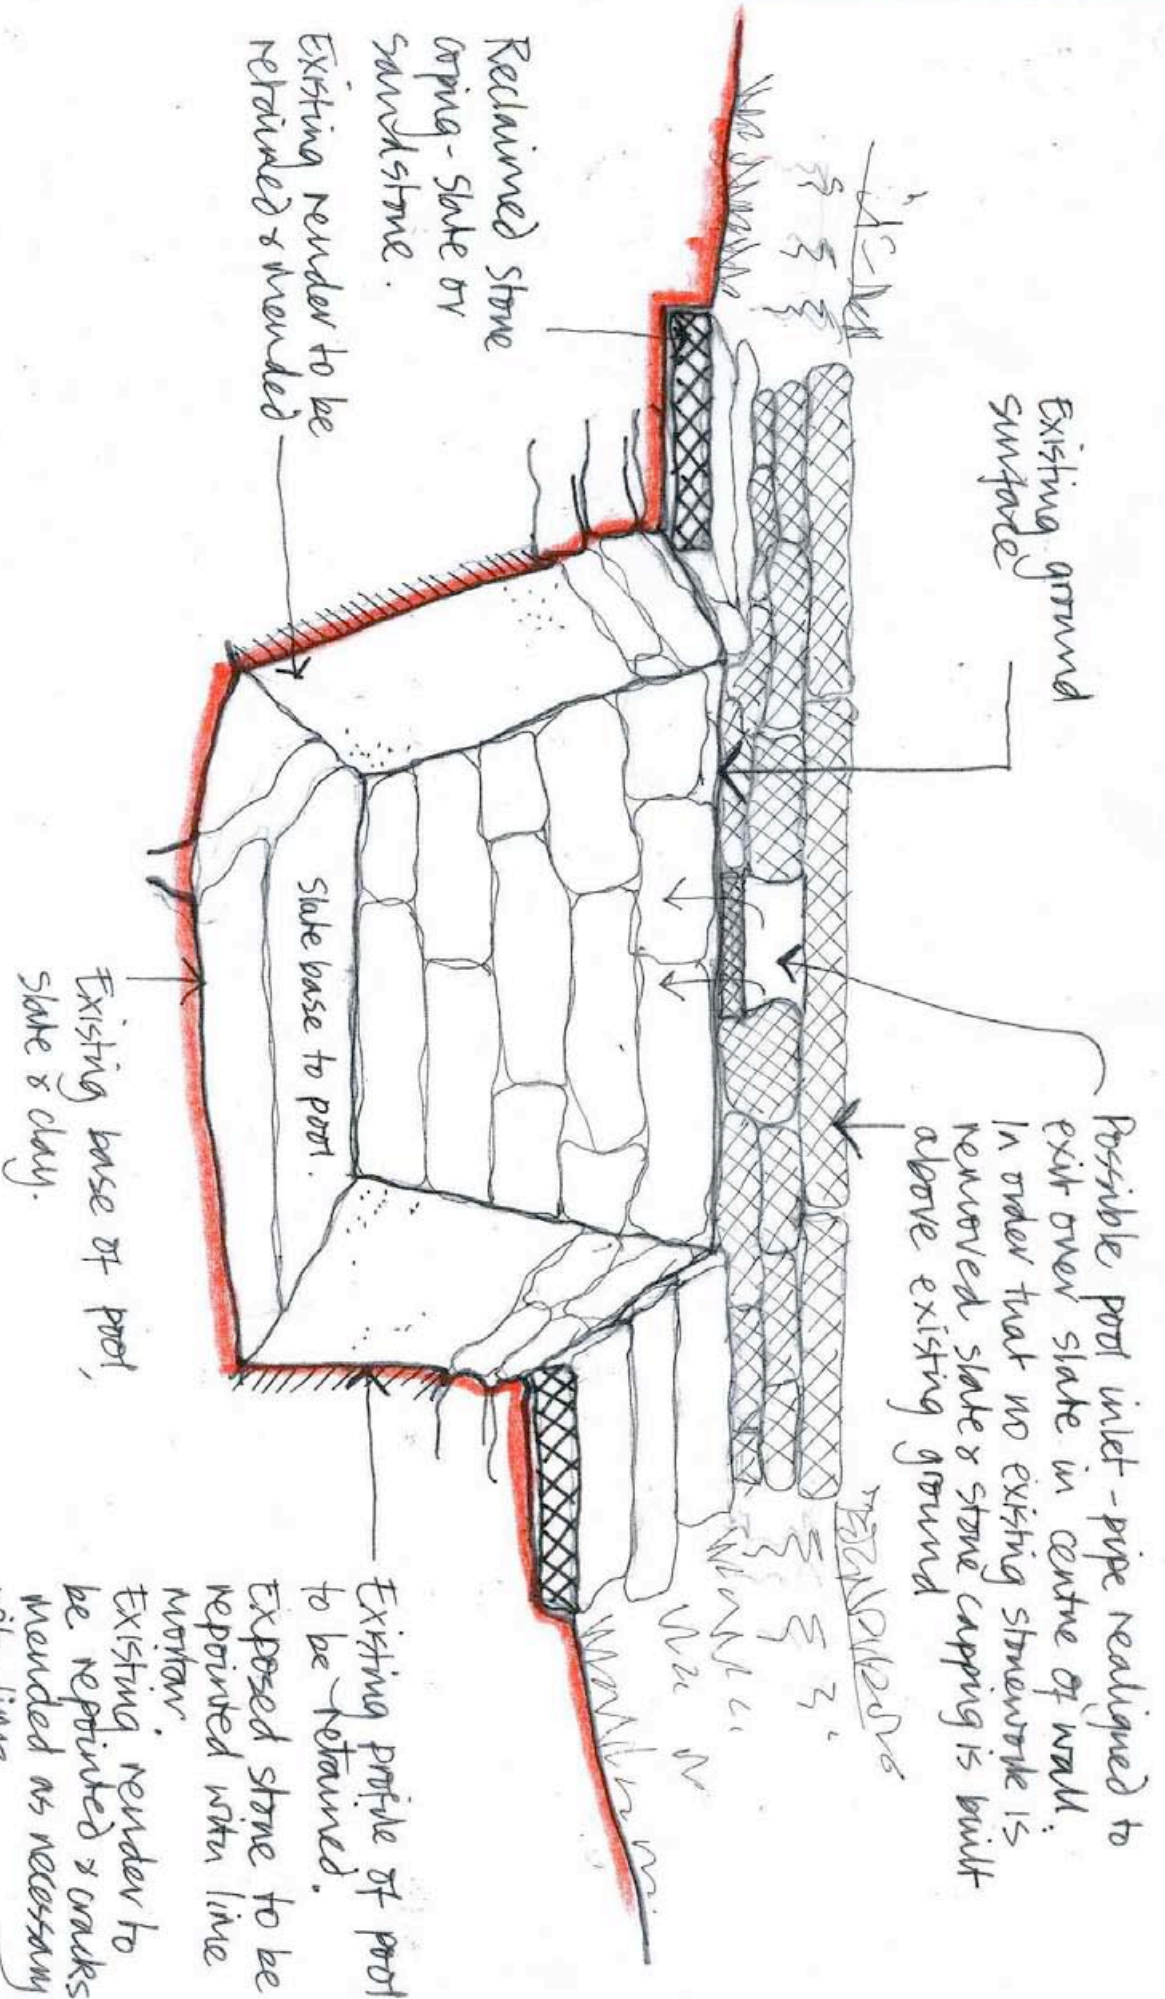 Existing ground
surface
Possible pool inlet - pipe realigned to
exit over slate in centre of wall.
In order that no existing stonework is
removed slate & stone capping is built
above existing ground
Reclaimed stone
coping - slate or
sandstone.
Existing render to be
retained & mended
Slate base to pool.
Existing base of pool,
slate & clay.
Existing profile of pool
to be retained.
Exposed stone to be
repointed with lime
mortar.
Existing render to
be repointed & cracks
mended as necessary